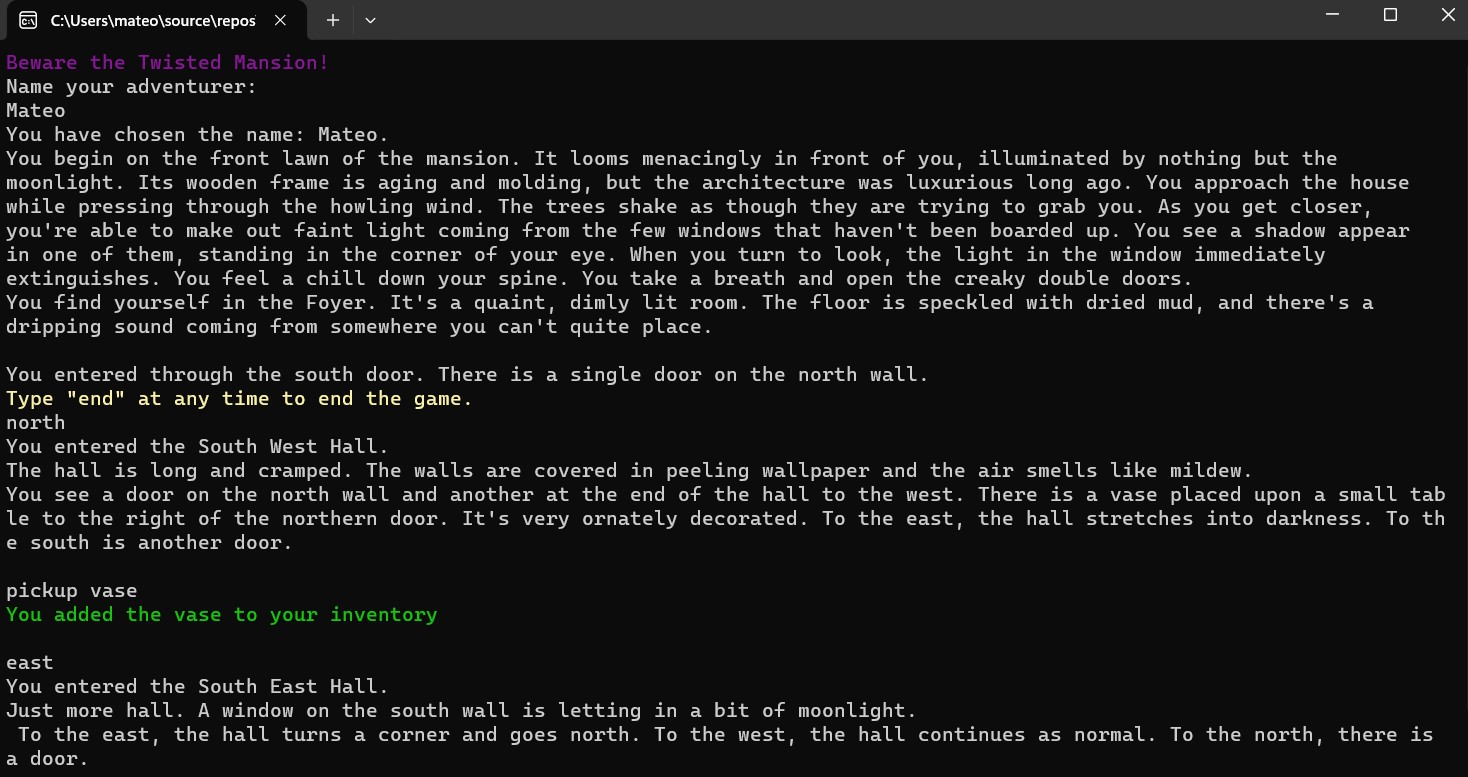 C:\Users\mateo\source\repos
Beware the Twisted Mansion!
Name your adventurer:
Mateo
You have chosen the name: Mateo.
You begin on the front lawn of the mansion. It looms menacingly in front of you, illuminated by nothing but the
moonlight. Its wooden frame is aging and molding, but the architecture was luxurious long ago. You approach the house
while pressing through the howling wind. The trees shake as though they are trying to grab you. As you get closer,
you're able to make out faint light coming from the few windows that haven't been boarded up. You see a shadow appear
in one of them, standing in the corner of your eye. When you turn to look, the light in the window immediately
extinguishes. You feel a chill down your spine. You take a breath and open the creaky double doors.
You find yourself in the Foyer. It's a quaint, dimly lit room. The floor is speckled with dried mud, and there's a
dripping sound coming from somewhere you can't quite place.
You entered through the south door. There is a single door on the north wall.
Type "end" at any time to end the game.
north
You entered the South West Hall.
The hall is long and cramped. The walls are covered in peeling wallpaper and the air smells like mildew.
You see a door on the north wall and another at the end of the hall to the west. There is a vase placed upon a small tab
le to the right of the northern door. It's very ornately decorated. To the east, the hall stretches into darkness. To th
e south is another door.
pickup vase
You added the vase to your inventory
east
You entered the South East Hall.
Just more hall. A window on the south wall is letting in a bit of moonlight.
 To the east, the hall turns a corner and goes north. To the west, the hall continues as normal. To the north, there is
a door.